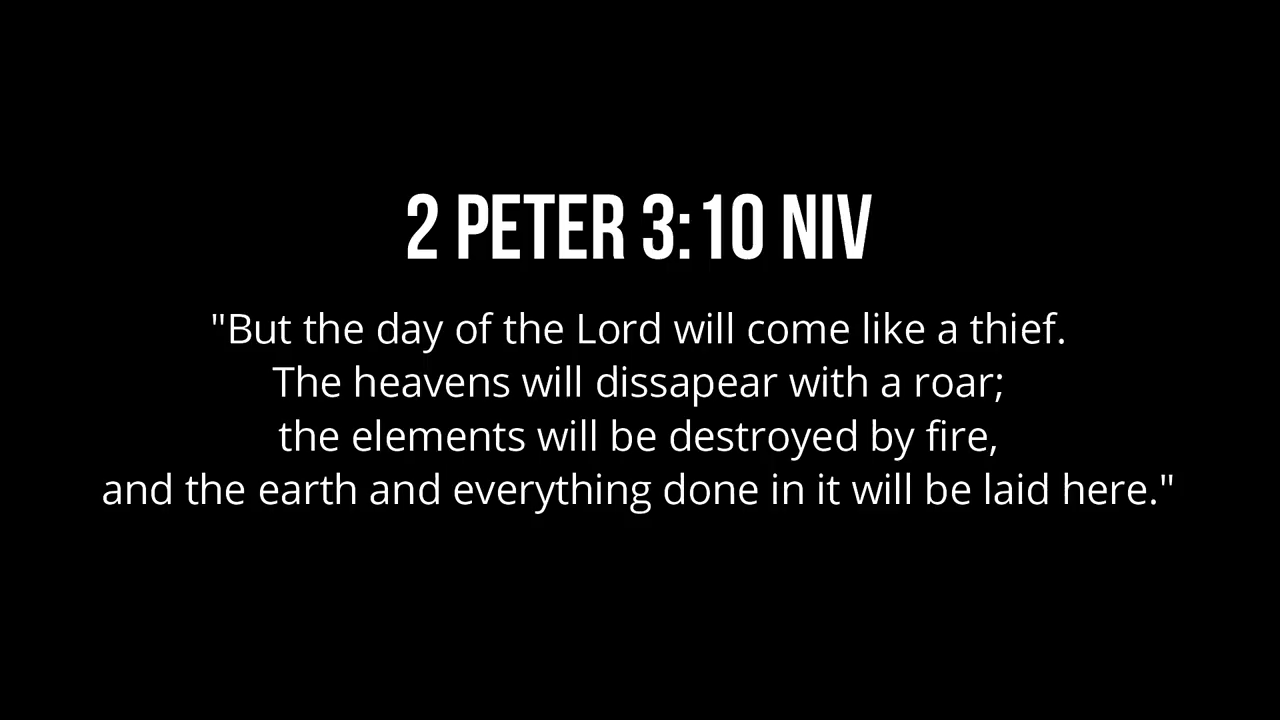 2 PETER 3:10 NIV
"But the day of the Lord will come like a thief.
The heavens will dissapear with a roar;
the elements will be destroyed by fire,
and the earth and everything done in it will be laid here."